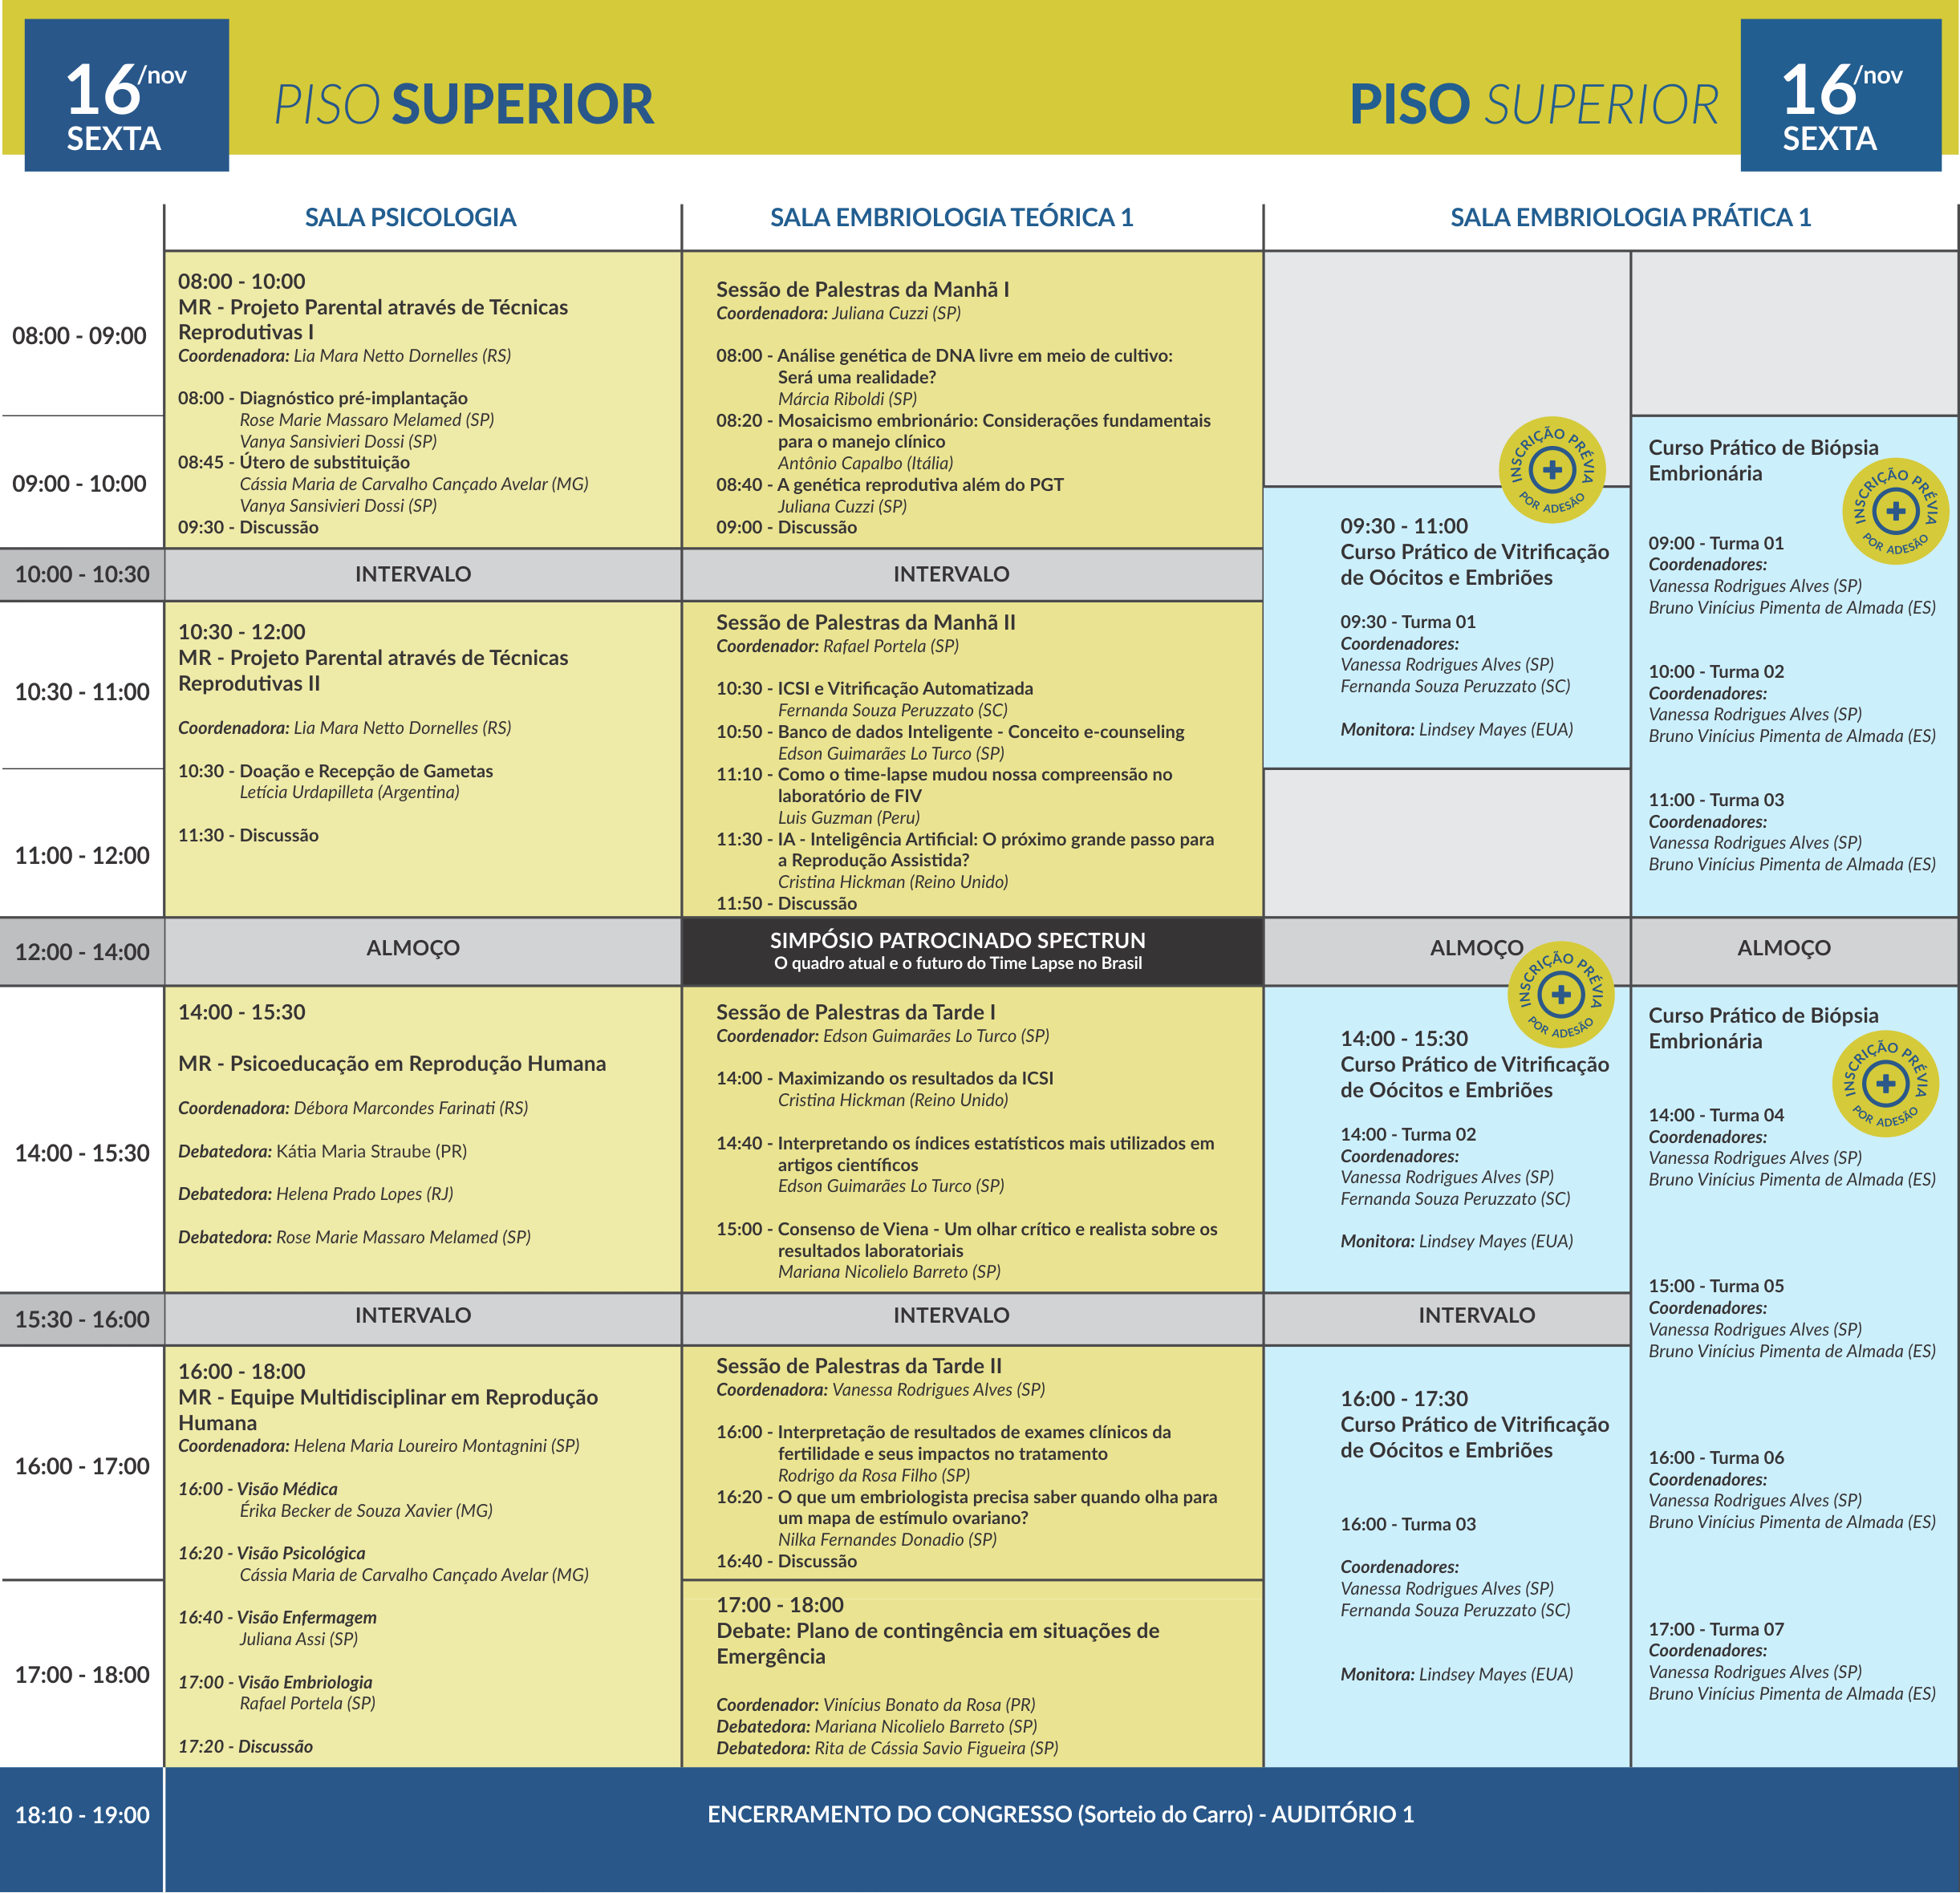 16/nov
SEXTA
PISO SUPERIOR
PISO SUPERIOR
16/nov
SEXTA
SALA PSICOLOGIA
SALA EMBRIOLOGIA TEÓRICA 1
SALA EMBRIOLOGIA PRÁTICA 1
08:00 - 09:00
09:00 - 10:00
10:00 - 10:30
10:30 - 11:00
11:00 - 12:00
12:00 - 14:00
14:00 - 15:30
15:30 - 16:00
16:00 - 17:00
17:00 - 18:00
18:10 - 19:00
08:00 - 10:00
MR - Projeto Parental através de Técnicas
Reprodutivas I
Coordenadora: Lia Mara Netto Dornelles (RS)
08:00 - Diagnóstico pré-implantação
Rose Marie Massaro Melamed (SP)
Vanya Sansivieri Dossi (SP)
08:45 - Útero de substituição
Cássia Maria de Carvalho Cançado Avelar (MG)
Vanya Sansivieri Dossi (SP)
09:30 - Discussão
INTERVALO
10:30 - 12:00
MR - Projeto Parental através de Técnicas
Reprodutivas II
Coordenadora: Lia Mara Netto Dornelles (RS)
10:30 - Doação e Recepção de Gametas
Letícia Urdapilleta (Argentina)
11:30 - Discussão
ALMOÇO
14:00 - 15:30
MR - Psicoeducação em Reprodução Humana
Coordenadora: Débora Marcondes Farinati (RS)
Debatedora: Kátia Maria Straube (PR)
Debatedora: Helena Prado Lopes (RJ)
Debatedora: Rose Marie Massaro Melamed (SP)
INTERVALO
16:00 - 18:00
MR - Equipe Multidisciplinar em Reprodução
Humana
Coordenadora: Helena Maria Loureiro Montagnini (SP)
16:00 - Visão Médica
Érika Becker de Souza Xavier (MG)
16:20 - Visão Psicológica
Cássia Maria de Carvalho Cançado Avelar (MG)
16:40 - Visão Enfermagem
Juliana Assi (SP)
17:00 - Visão Embriologia
Rafael Portela (SP)
17:20 - Discussão
Sessão de Palestras da Manhã I
Coordenadora: Juliana Cuzzi (SP)
08:00 - Análise genética de DNA livre em meio de cultivo:
Será uma realidade?
Márcia Riboldi (SP)
08:20 - Mosaicismo embrionário: Considerações fundamentais
para o manejo clínico
Antônio Capalbo (Itália)
08:40 - A genética reprodutiva além do PGT
Juliana Cuzzi (SP)
09:00 - Discussão
INTERVALO
Sessão de Palestras da Manhã II
Coordenador: Rafael Portela (SP)
10:30 - ICSI e Vitrificação Automatizada
Fernanda Souza Peruzzato (SC)
10:50 - Banco de dados Inteligente - Conceito e-counseling
Edson Guimarães Lo Turco (SP)
11:10 - Como o time-lapse mudou nossa compreensão no
laboratório de FIV
Luis Guzman (Peru)
11:30 - IA - Inteligência Artificial: O próximo grande passo para
a Reprodução Assistida?
Cristina Hickman (Reino Unido)
11:50 - Discussão
SIMPÓSIO PATROCINADO SPECTRUN
O quadro atual e o futuro do Time Lapse no Brasil
Sessão de Palestras da Tarde I
Coordenador: Edson Guimarães Lo Turco (SP)
14:00 - Maximizando os resultados da ICSI
Cristina Hickman (Reino Unido)
14:40 - Interpretando os índices estatísticos mais utilizados em
artigos científicos
Edson Guimarães Lo Turco (SP)
15:00 - Consenso de Viena - Um olhar crítico e realista sobre os
resultados laboratoriais
Mariana Nicolielo Barreto (SP)
INTERVALO
Sessão de Palestras da Tarde II
Coordenadora: Vanessa Rodrigues Alves (SP)
16:00 - Interpretação de resultados de exames clínicos da
fertilidade e seus impactos no tratamento
Rodrigo da Rosa Filho (SP)
16:20 - O que um embriologista precisa saber quando olha para
um mapa de estímulo ovariano?
Nilka Fernandes Donadio (SP)
16:40 - Discussão
17:00 - 18:00
Debate: Plano de contingência em situações de
Emergência
Coordenador: Vinícius Bonato da Rosa (PR)
Debatedora: Mariana Nicolielo Barreto (SP)
Debatedora: Rita de Cássia Savio Figueira (SP)
INSCRIÇÃO PRÉVIA
POR ADESÃO
09:30 - 11:00
Curso Prático de Vitrificação
de Oócitos e Embriões
09:30 - Turma 01
Coordenadores:
Vanessa Rodrigues Alves (SP)
Fernanda Souza Peruzzato (SC)
Monitora: Lindsey Mayes (EUA)
ALMOÇO
INSCRIÇÃO PRÉVIA
POR ADESÃO
14:00 - 15:30
Curso Prático de Vitrificação
de Oócitos e Embriões
14:00 - Turma 02
Coordenadores:
Vanessa Rodrigues Alves (SP)
Fernanda Souza Peruzzato (SC)
Monitora: Lindsey Mayes (EUA)
INTERVALO
16:00 - 17:30
Curso Prático de Vitrificação
de Oócitos e Embriões
16:00 - Turma 03
Coordenadores:
Vanessa Rodrigues Alves (SP)
Fernanda Souza Peruzzato (SC)
Monitora: Lindsey Mayes (EUA)
Curso Prático de Biópsia
Embrionária
INSCRIÇÃO PRÉVIA
POR ADESÃO
09:00 - Turma 01
Coordenadores:
Vanessa Rodrigues Alves (SP)
Bruno Vinícius Pimenta de Almada (ES)
10:00 - Turma 02
Coordenadores:
Vanessa Rodrigues Alves (SP)
Bruno Vinícius Pimenta de Almada (ES)
11:00 - Turma 03
Coordenadores:
Vanessa Rodrigues Alves (SP)
Bruno Vinícius Pimenta de Almada (ES)
ALMOÇO
Curso Prático de Biópsia
Embrionária
INSCRIÇÃO PRÉVIA
POR ADESÃO
14:00 - Turma 04
Coordenadores:
Vanessa Rodrigues Alves (SP)
Bruno Vinícius Pimenta de Almada (ES)
15:00 - Turma 05
Coordenadores:
Vanessa Rodrigues Alves (SP)
Bruno Vinícius Pimenta de Almada (ES)
16:00 - Turma 06
Coordenadores:
Vanessa Rodrigues Alves (SP)
Bruno Vinícius Pimenta de Almada (ES)
17:00 - Turma 07
Coordenadores:
Vanessa Rodrigues Alves (SP)
Bruno Vinícius Pimenta de Almada (ES)
ENCERRAMENTO DO CONGRESSO (Sorteio do Carro) - AUDITÓRIO 1